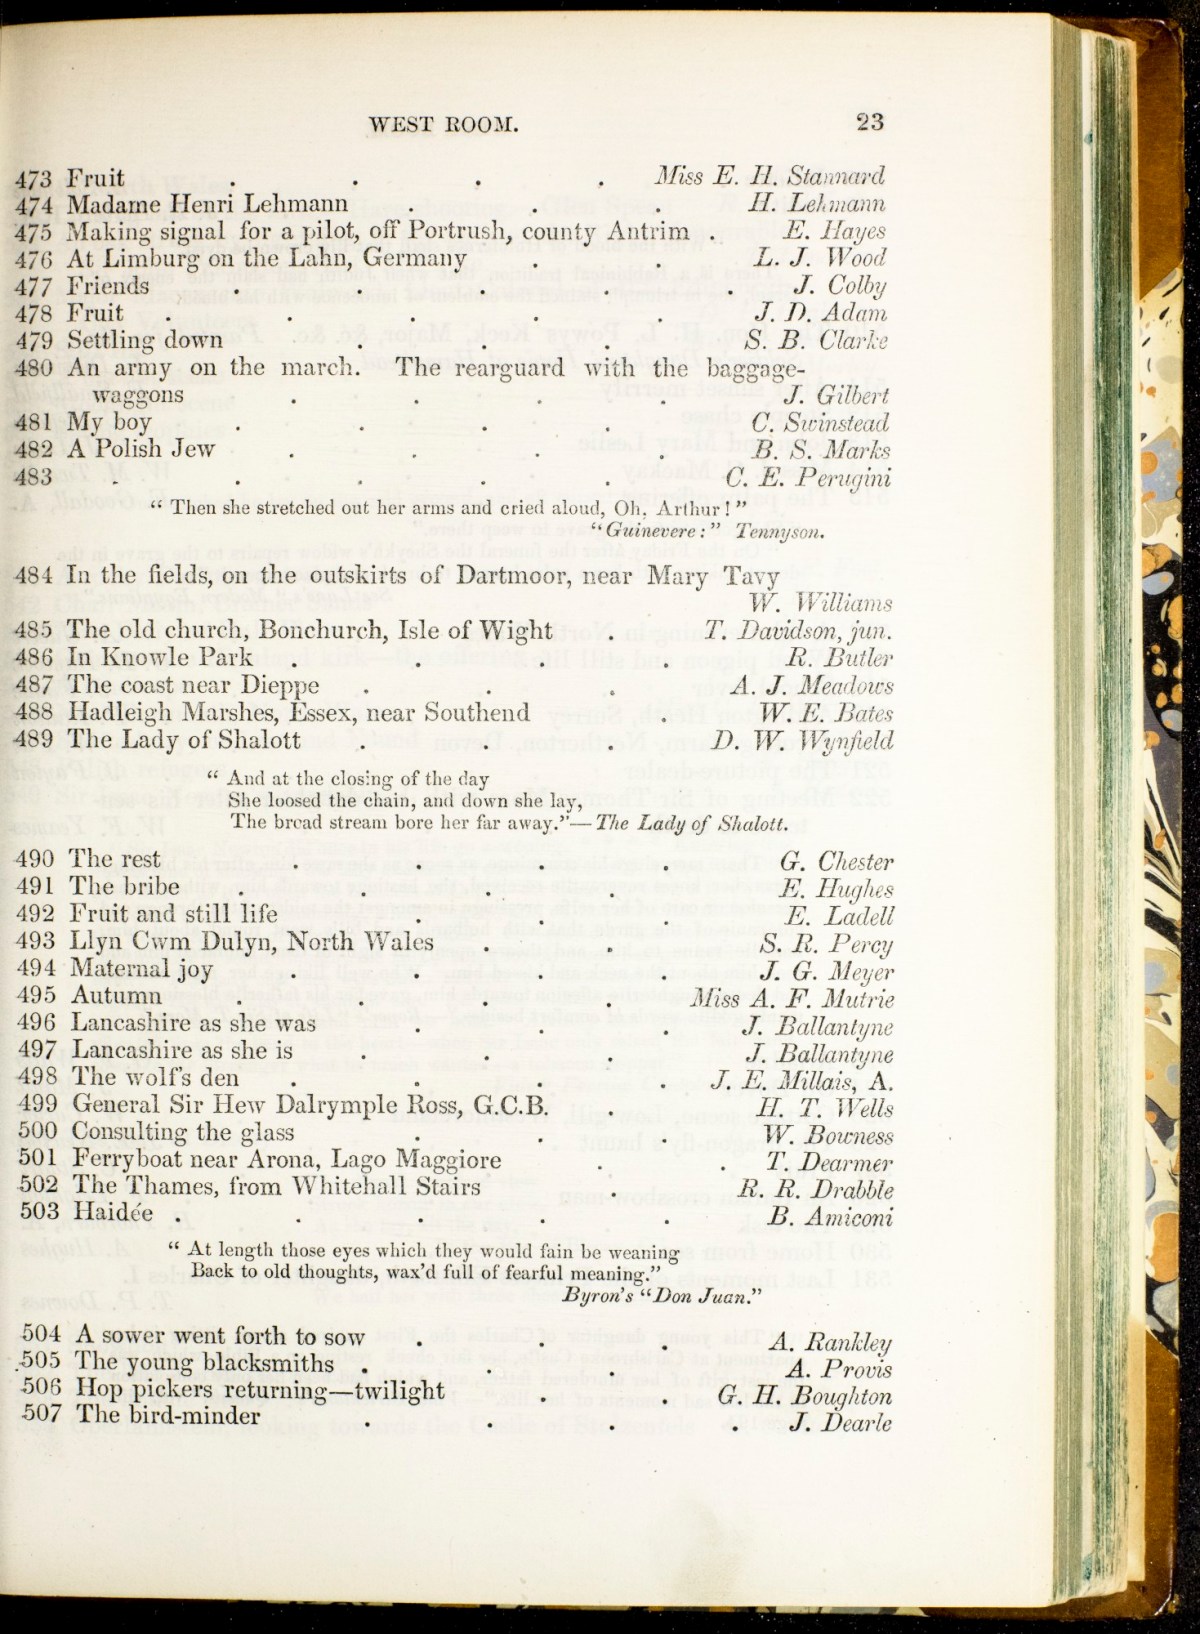 WEST ROOM. 23
473 Fruit . . . . Miss E. H. Stannard
474 Madame Henri Lehmann . . . H. Lehmann
475 Making signal for a pilot, off Portrush, county Antrim . E. Hayes
476 At Limburg on the Lahn, Germany . . L. J. Wood
477 Friends . . . . . J. Colby
478 Fruit . . . . . J. D. Adam
479 Settling down . . . S. B. Clarke
480 An army on the march. The rearguard with the baggage-
waggons . . . . J. Gilbert
481 My boy . . . . C. Swinstead
482 A Polish Jew . . . . B. S. Marks
483 . . . . . C. E. Perugini
“ Then she stretched out her arms and cried aloud, Oh, Arthur ! ”
“ Guinevere : ” Tennyson.
484 In the fields, on the outskirts of Dartmoor, near Mary Tavy
W. Williams
485 The old church, Bonchurch, Isle of Wight . T. Davidson, jun.
486 In Knowle Park . . . . R. Butler
487 The coast near Dieppe . . . A. J. Meadows
488 Hadleigh Marshes, Essex, near Southend . W. E. Bates
489 The Lady of Shalott . . . D. W. Wynfield
“ And at the closing of the day
She loosed the chain, and down she lay,
The broad stream bore her far away.”—The Lady of Shalott.
490 The rest . . . . G. Chester
491 The bribe . . . . E. Hughes
492 Fruit and still life . . . E. Ladell
493 Llyn Cwm Dulyn, North Wales . . S. R. Percy
494 Maternal joy . . . . J. G. Meyer
495 Autumn . . . . Miss A. F. Mutrie
496 Lancashire as she was . . . J. Ballantyne
497 Lancashire as she is . . . J. Ballantyne
498 The wolf’s den . . . . J. E. Millais, A.
499 General Sir Hew Dalrymple Ross, G.C.B. . H. T. Wells
500 Consulting the glass . . . W. Bowness
501 Ferryboat near Arona, Lago Maggiore . . T. Dearmer
502 The Thames, from Whitehall Stairs . R. R. Drabble
503 Haidée . . . . . B. Amiconi
“ At length those eyes which they would fain be weaning
Back to old thoughts, wax’d full of fearful meaning.”
Byron’s “Don Juan.”
504 A sower went forth to sow . . . A. Rankley
505 The young blacksmiths . . . A. Provis
506 Hop pickers returning—twilight . . G. H. Boughton
507 The bird-minder . . . . J. Dearle